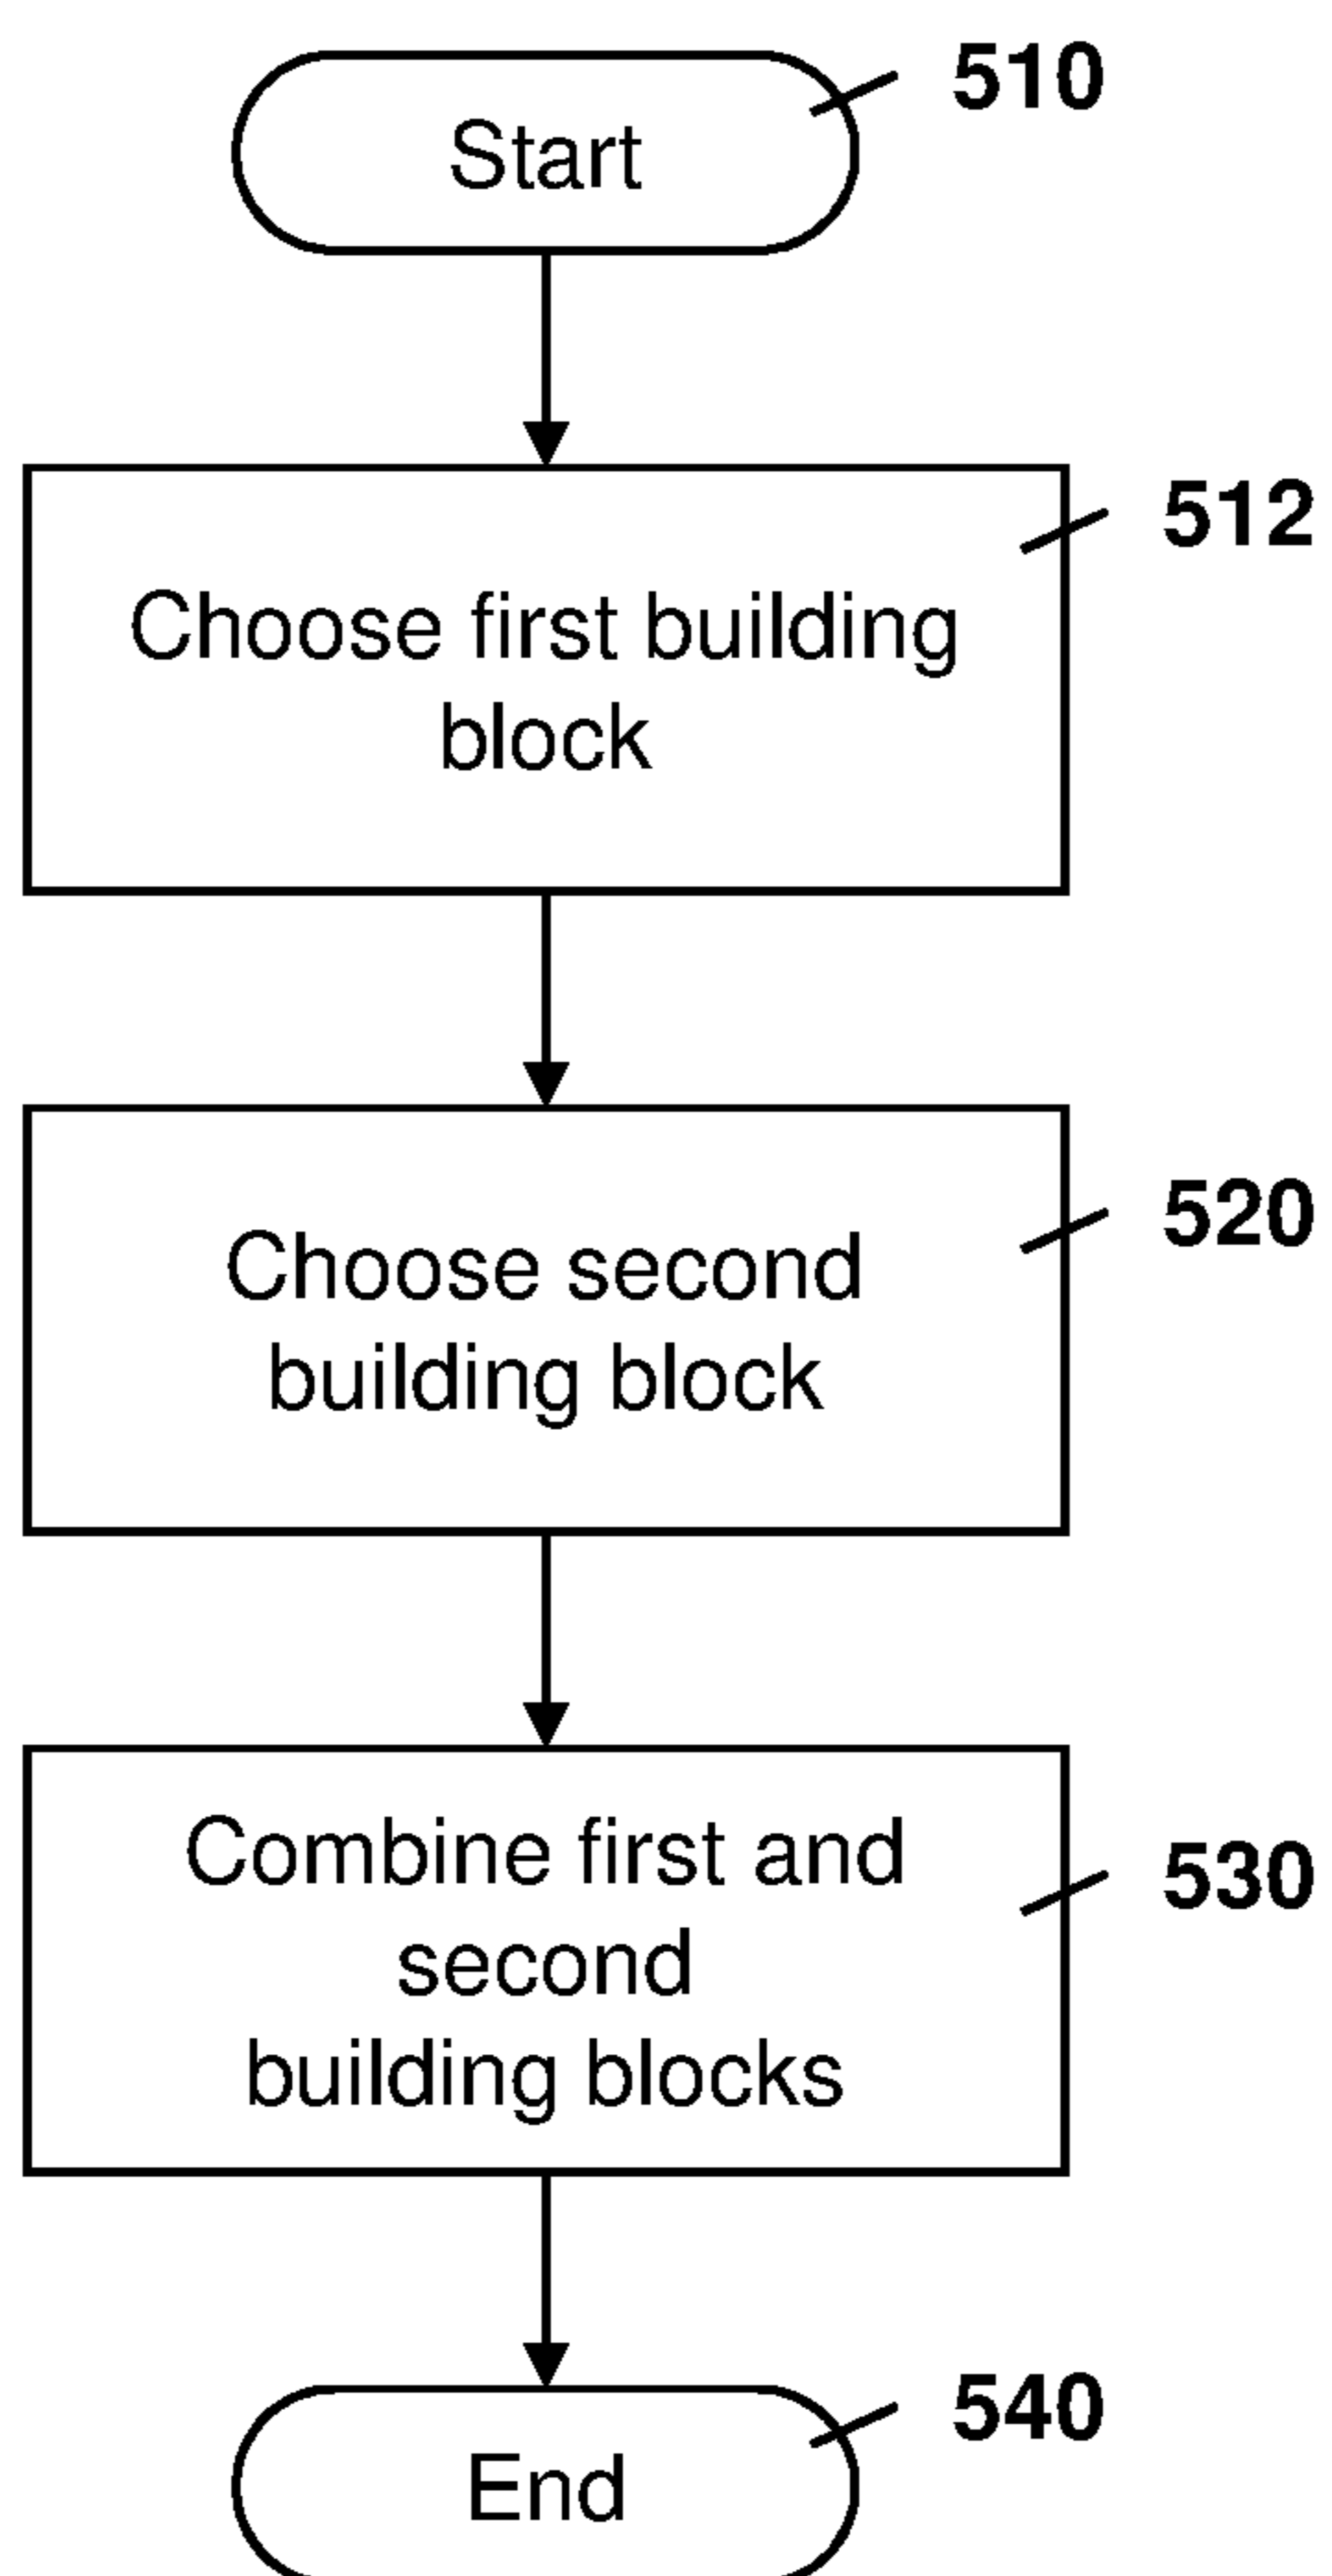 510
Start
512
Choose first building
block
520
Choose second
building block
530
Combine first and
second
building blocks
540
End